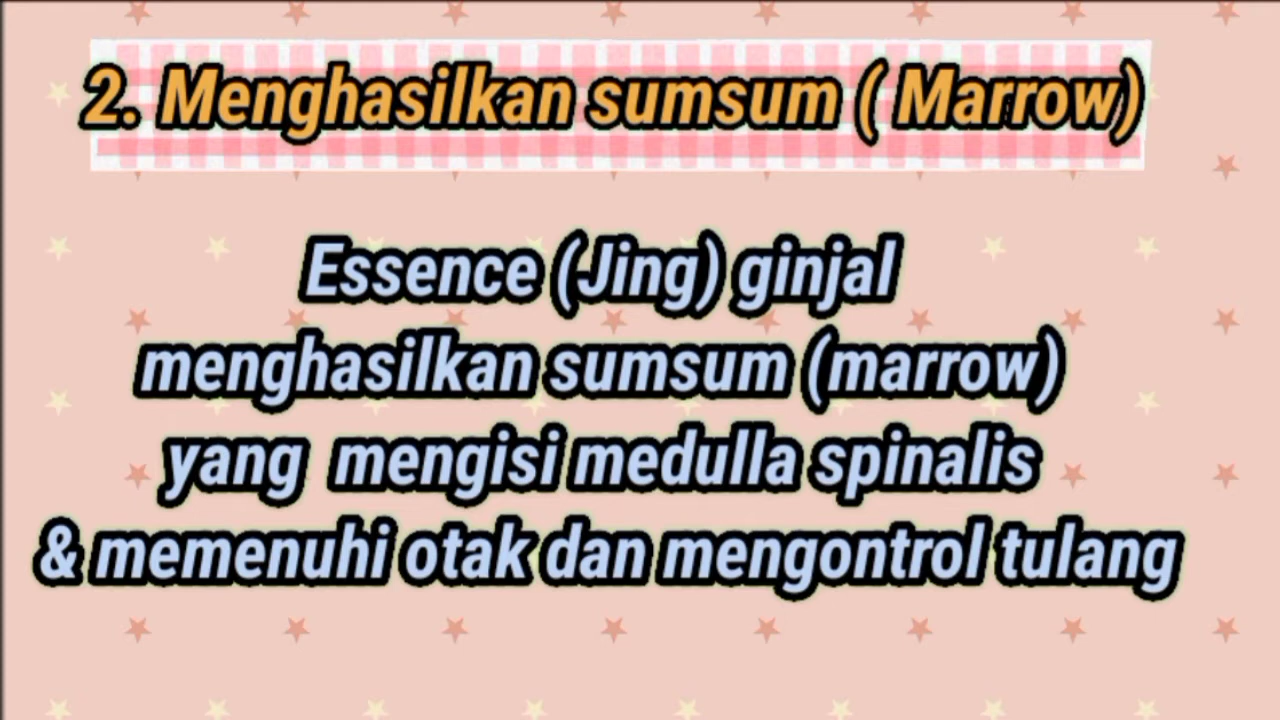 2. Menghasilkan sumsum ( Marrow)
Essence (Jing) ginjal
menghasilkan sumsum (marrow)
yang mengisi medulla spinalis
& memenuhi otak dan mengontrol tulang